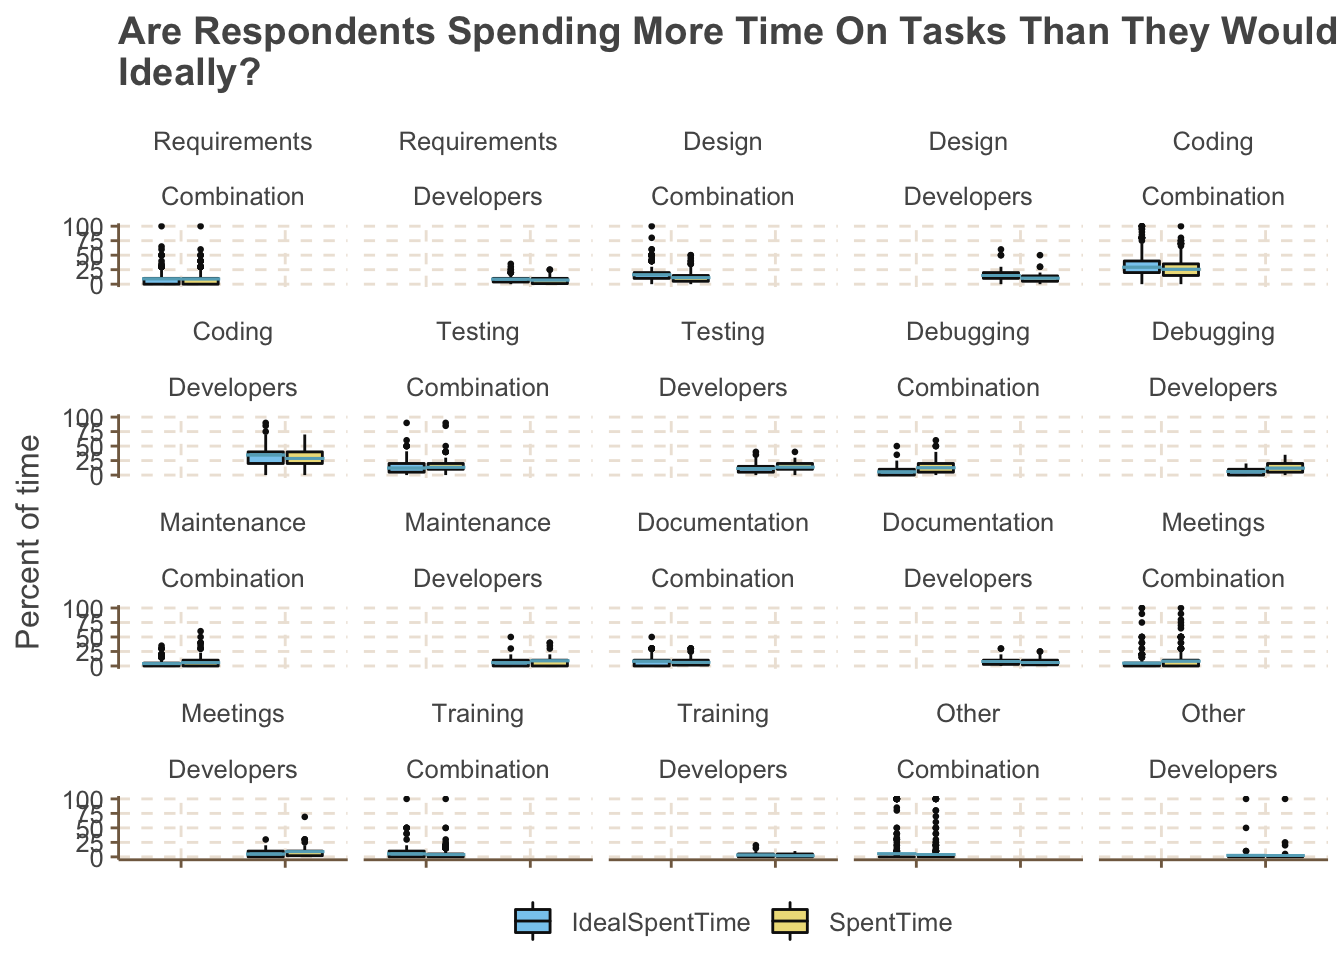 Are Respondents Spending More Time On Tasks Than They Would
Ideally?
Requirements Requirements Design Design Coding
Combination Developers Combination Developers Combination
100
75
50
25
0
Coding Testing Testing Debugging Debugging
Developers Combination Developers Combination Developers
100
75
50
25
0
Percent of time
Maintenance Maintenance Documentation Documentation Meetings
Combination Developers Combination Developers Combination
100
75
50
25
0
Meetings Training Training Other Other
Developers Combination Developers Combination Developers
100
75
50
25
0
IdealSpentTime SpentTime